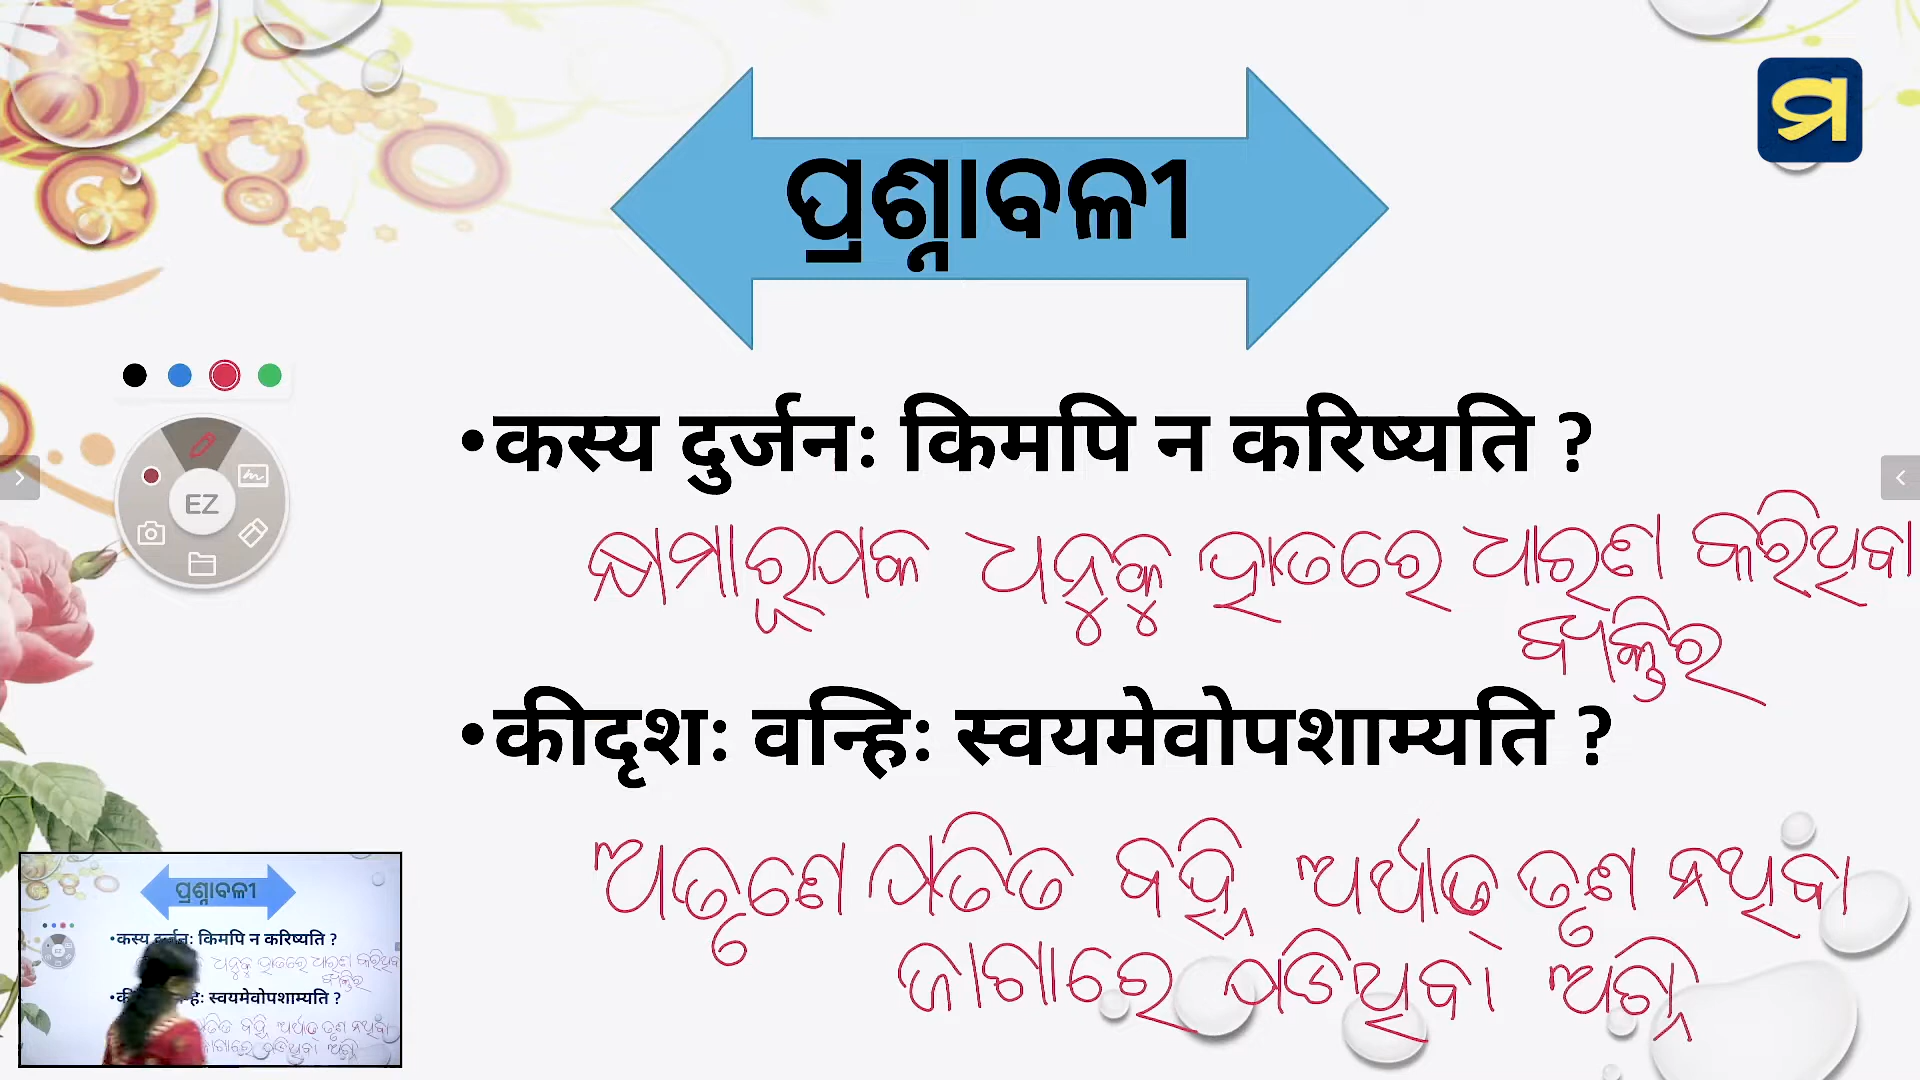 ମ
ପ୍ରଶ୍ନାବଳୀ
•कस्य दुर्जनः किमपि न करिष्यति ?
କ୍ଷମାରୂପକ ଧନୁକୁ ହାତରେ ଧାରଣ କରିଥିବା
ବ୍ୟକ୍ତିର
•कीदृशः वन्हिः स्वयमेवोपशाम्यति ?
ଅତୃଣେ ପତିତ ବହ୍ନି ଅର୍ଥାତ୍ ତୃଣ ନଥିବା
ଜାଗାରେ ପଡିଥିବା ଅଗ୍ନି
EZ